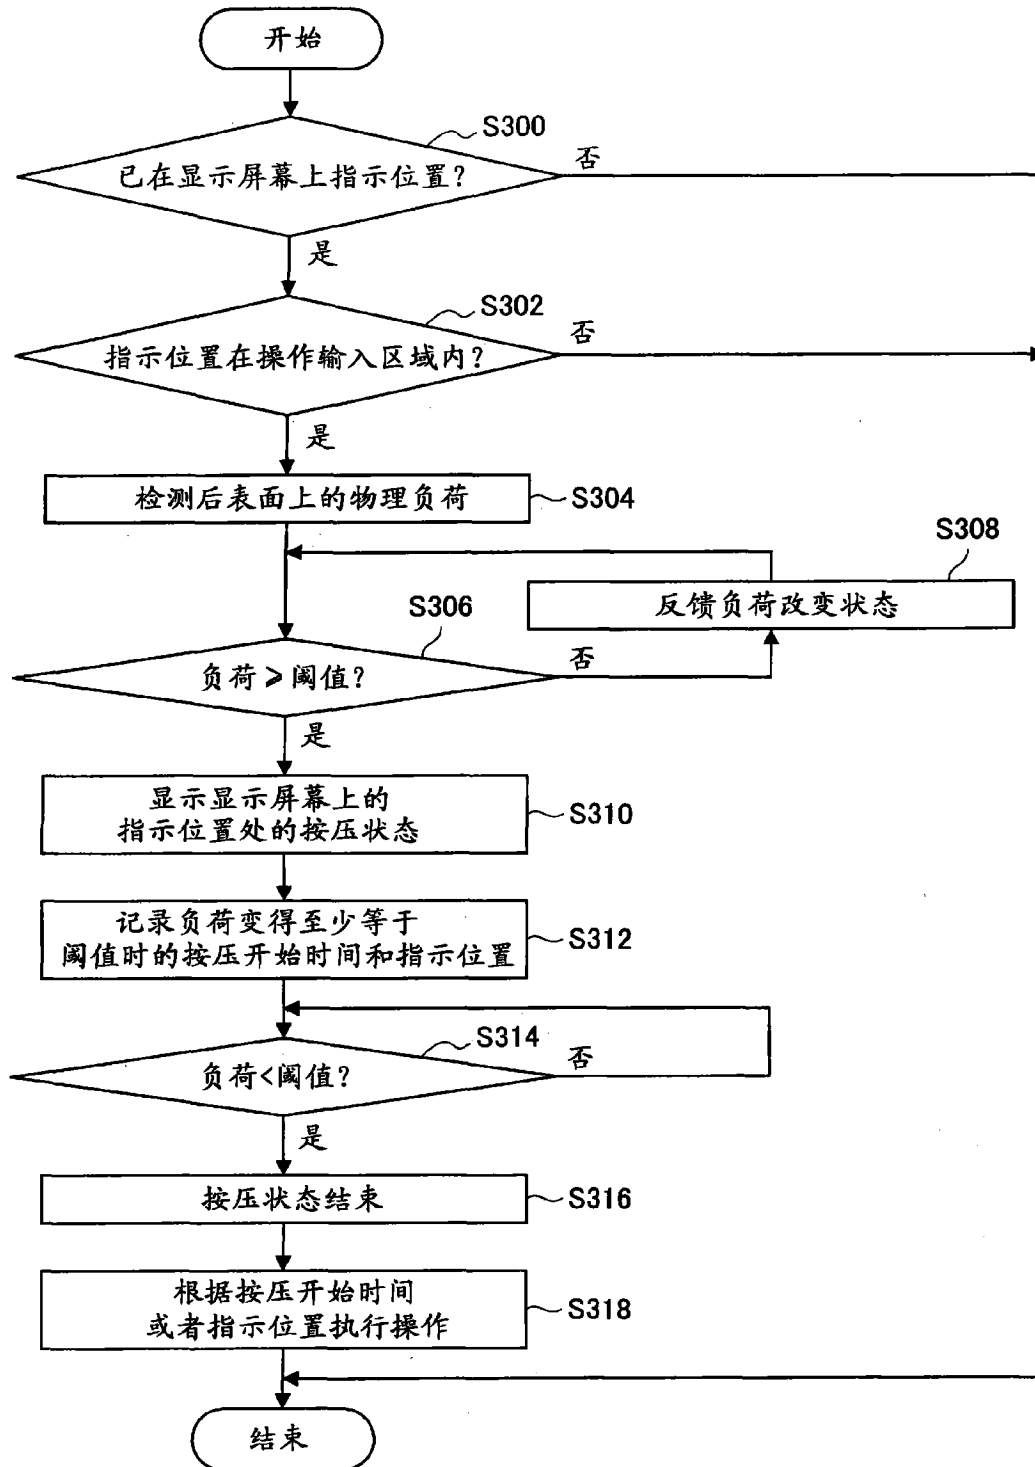 开始
S300
已在显示屏幕上指示位置?
否
是
S302
指示位置在操作输入区域内?
否
是
检测后表面上的物理负荷
S304
S308
反馈负荷改变状态
S306
负荷≥阈值?
否
是
显示显示屏幕上的
指示位置处的按压状态
S310
记录负荷变得至少等于
阈值时的按压开始时间和指示位置
S312
S314
负荷<阈值?
否
是
按压状态结束
S316
根据按压开始时间
或者指示位置执行操作
S318
结束